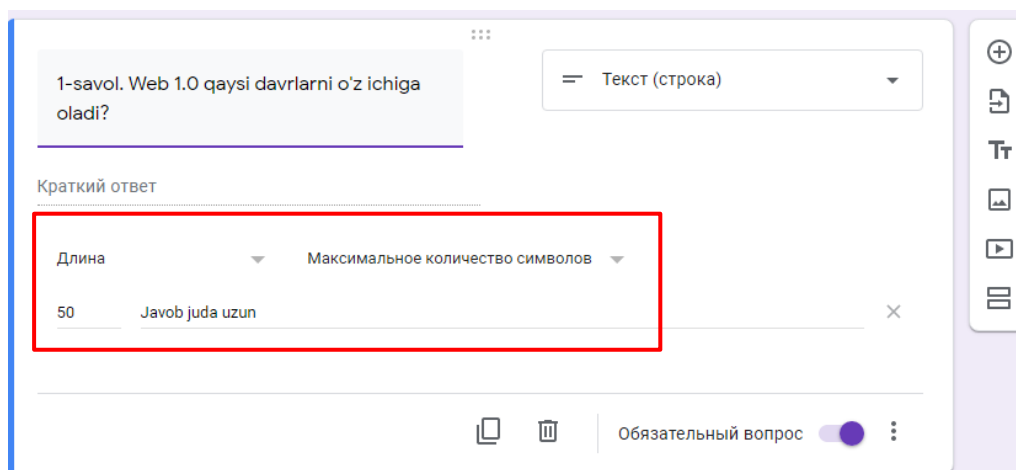 1-savol. Web 1.0 qaysi davrlarni o'z ichiga
oladi?
Текст (строка)
Краткий ответ
Длина
Максимальное количество символов
50
Javob juda uzun
Обязательный вопрос
Тт